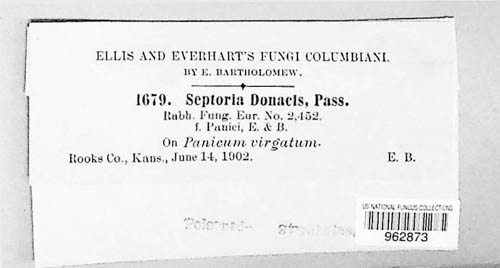 ELLIS AND EVERHART'S FUNGI COLUMBIANI.
BY E. BARTHOLOMEW.
1679. Septoria Donacis, Pass.
Rabh. Fung. Eur. No. 2,452.
f. Panici, E. & B.
On Panicum virgatum.
Rooks Co., Kans., June 14, 1902. E. B.
Poisoned
US NATIONAL FUNGUS COLLECTIONS
962873